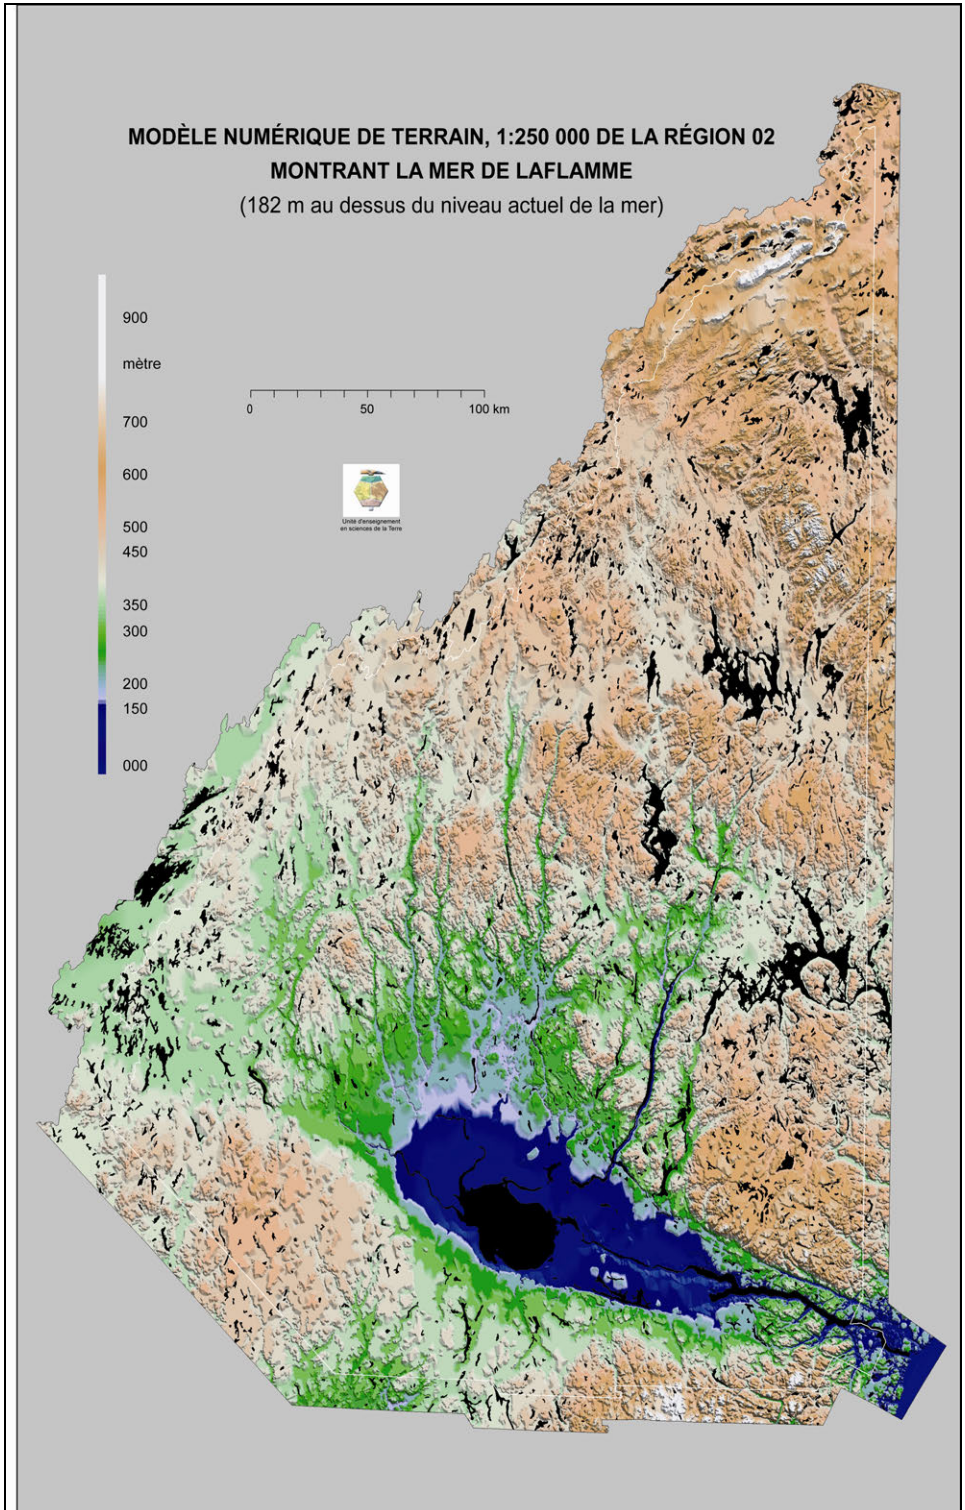 MODÈLE NUMÉRIQUE DE TERRAIN, 1:250 000 DE LA RÉGION 02
MONTRANT LA MER DE LAFLAMME
(182 m au dessus du niveau actuel de la mer)
900
mètre
700
600
500
450
350
300
200
150
000
0 50 100 km
Unité d'enseignement
en sciences de la Terre